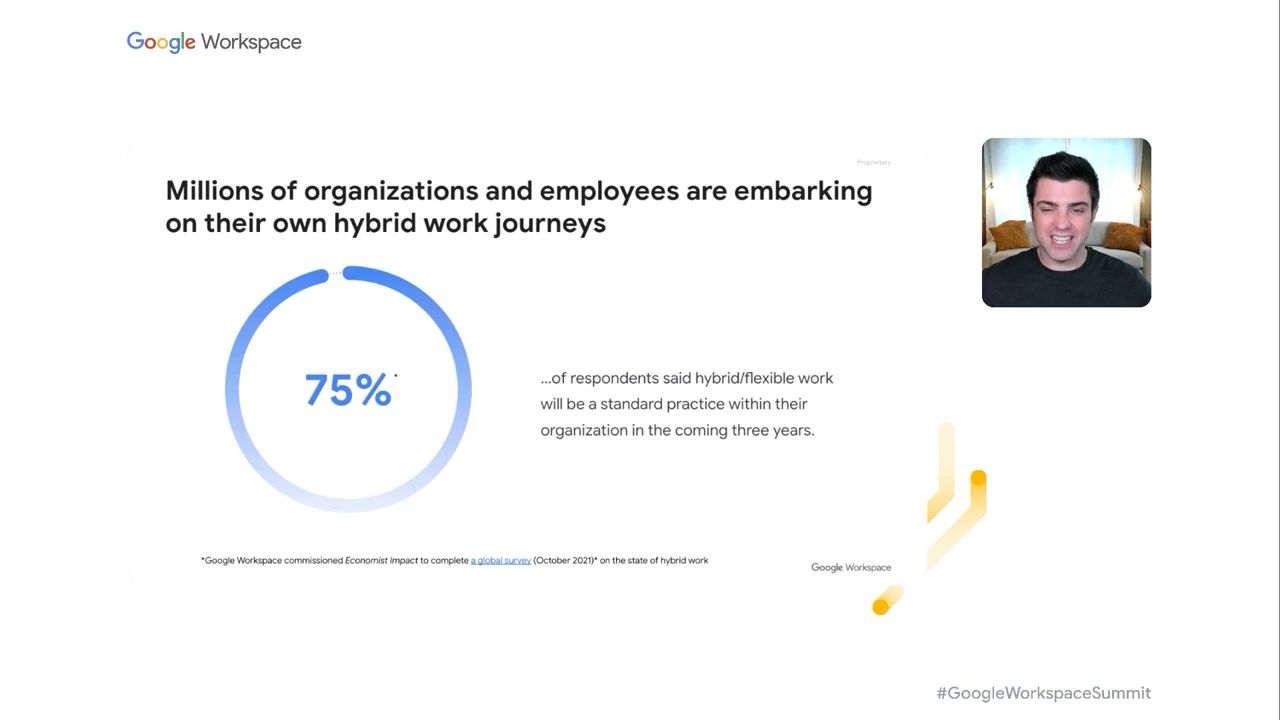 Google Workspace
Proprietary
Millions of organizations and employees are embarking
on their own hybrid work journeys
75%*
...of respondents said hybrid/flexible work
will be a standard practice within their
organization in the coming three years.
*Google Workspace commissioned Economist Impact to complete a global survey (October 2021)* on the state of hybrid work
Google Workspace
#GoogleWorkspaceSummit